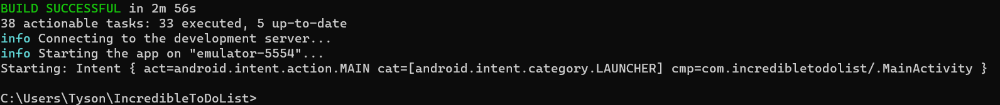 BUILD SUCCESSFUL in 2m 56s
38 actionable tasks: 33 executed, 5 up-to-date
info Connecting to the development server...
info Starting the app on "emulator-5554"...
Starting: Intent { act=android.intent.action.MAIN cat=[android.intent.category.LAUNCHER] cmp=com.incredibletodolist/.MainActivity }
C:\Users\Tyson\IncredibleToDoList>